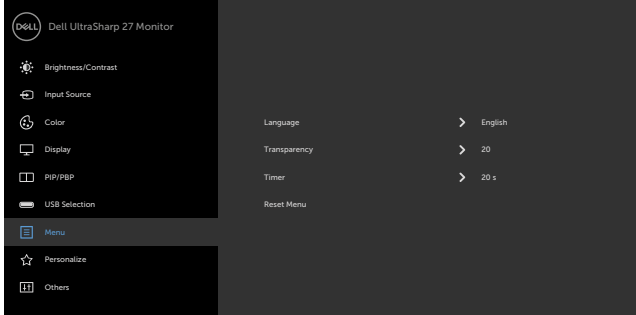 DELL Dell UltraSharp 27 Monitor
Brightness/Contrast
Input Source
Color
Display
PIP/PBP
USB Selection
Menu
Personalize
Others
Language English
Transparency 20
Timer 20 s
Reset Menu